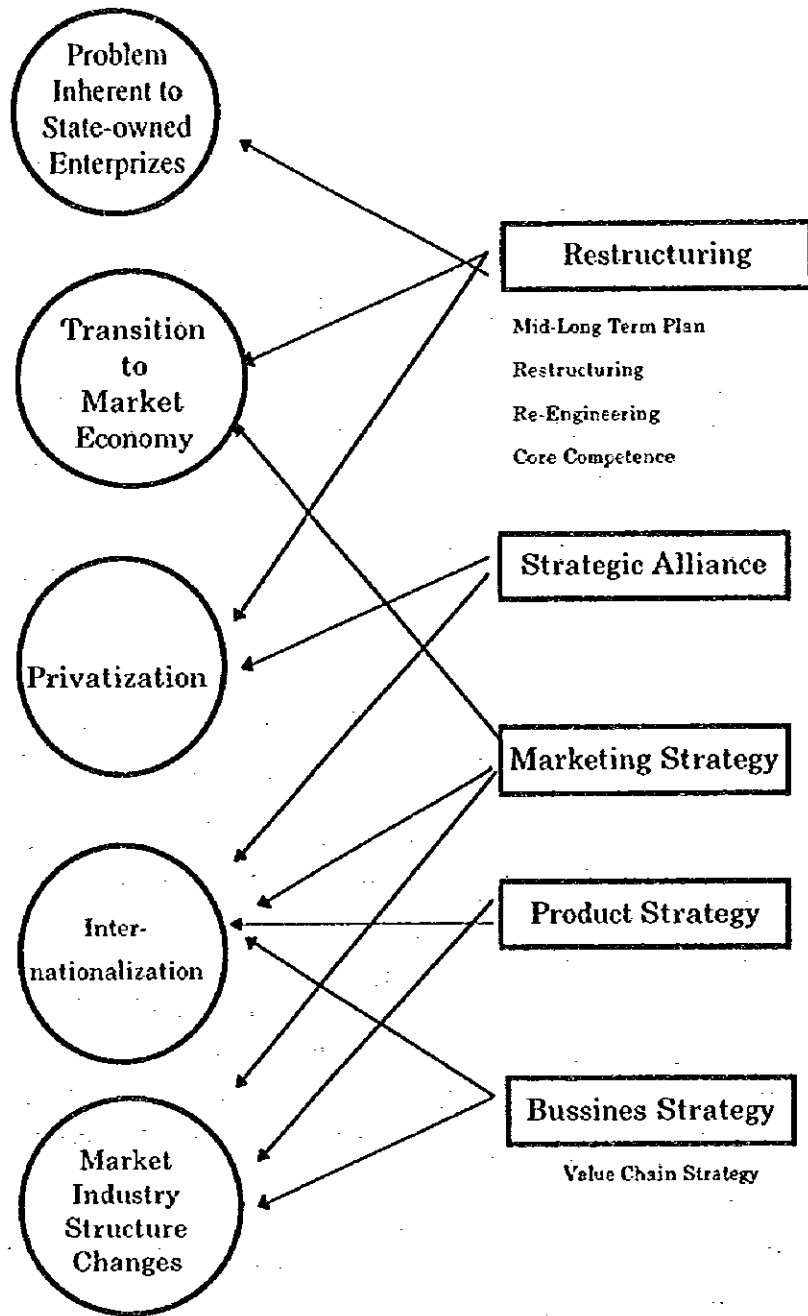 Problem
Inherent to
State-owned
Enterprizes
Transition
to
Market
Economy
Privatization
Inter-
nationalization
Market
Industry
Structure
Changes
Restructuring
Mid-Long Term Plan
Restructuring
Re-Engineering
Core Competence
Strategic Alliance
Marketing Strategy
Product Strategy
Bussines Strategy
Value Chain Strategy